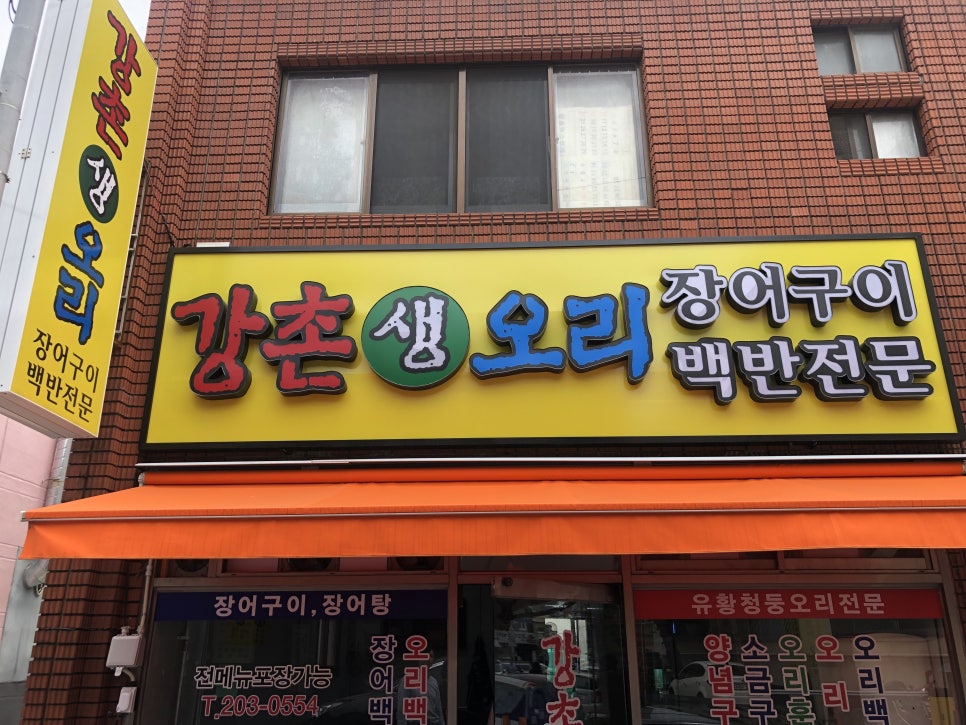 강촌 생 오리
장어구이
백반전문
강촌 생 오리
장어구이
백반전문
장어구이, 장어탕
전메뉴포장가능
T.203-0554
장어백
오리백
강촌
유황청둥오리전문
양념구
소금구
오리훈
오리
오리백